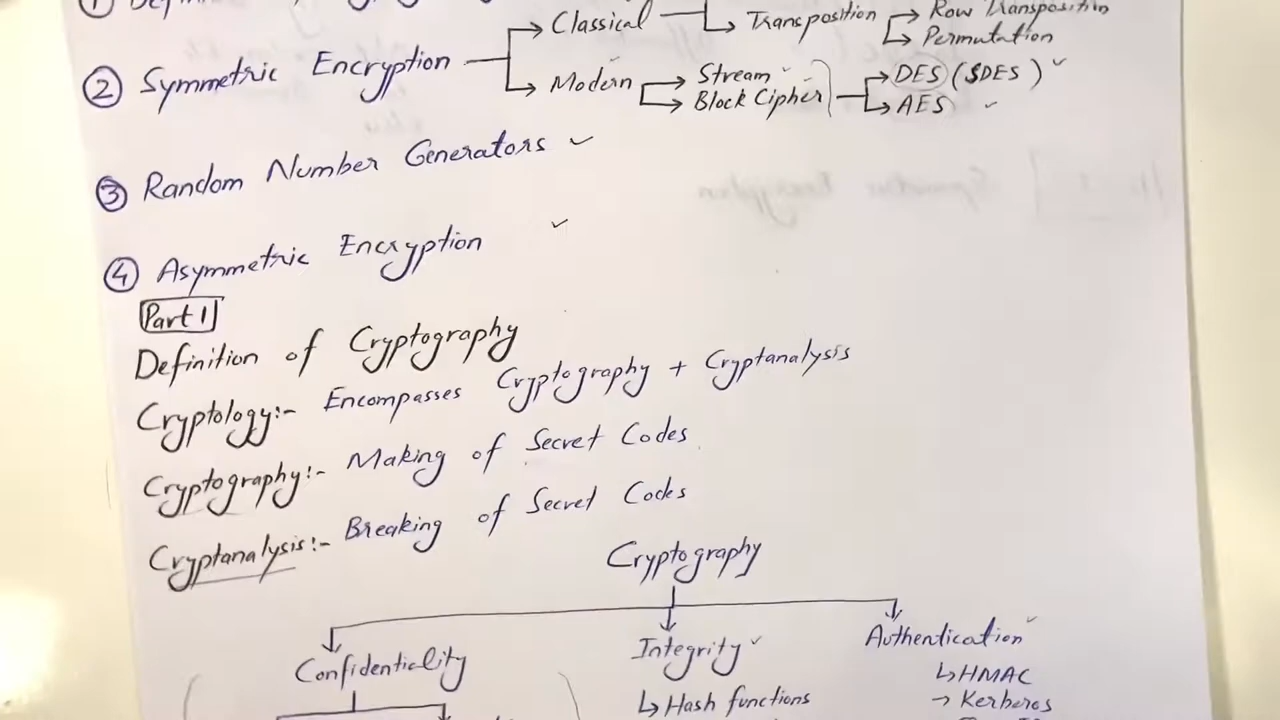 ①
Classical → Transposition → Row Transposition
→ Permutation
② Symmetric Encryption
Modern → Stream
→ Block Cipher → DES (SDES)
→ AES
③ Random Number Generators
④ Asymmetric Encryption
Part 1
Definition of Cryptography
Cryptology:- Encompasses Cryptography + Cryptanalysis
Cryptography:- Making of Secret Codes
Cryptanalysis:- Breaking of Secret Codes
Cryptography
Confidentiality Integrity Authentication
↳ Hash functions ↳ HMAC
→ Kerberos